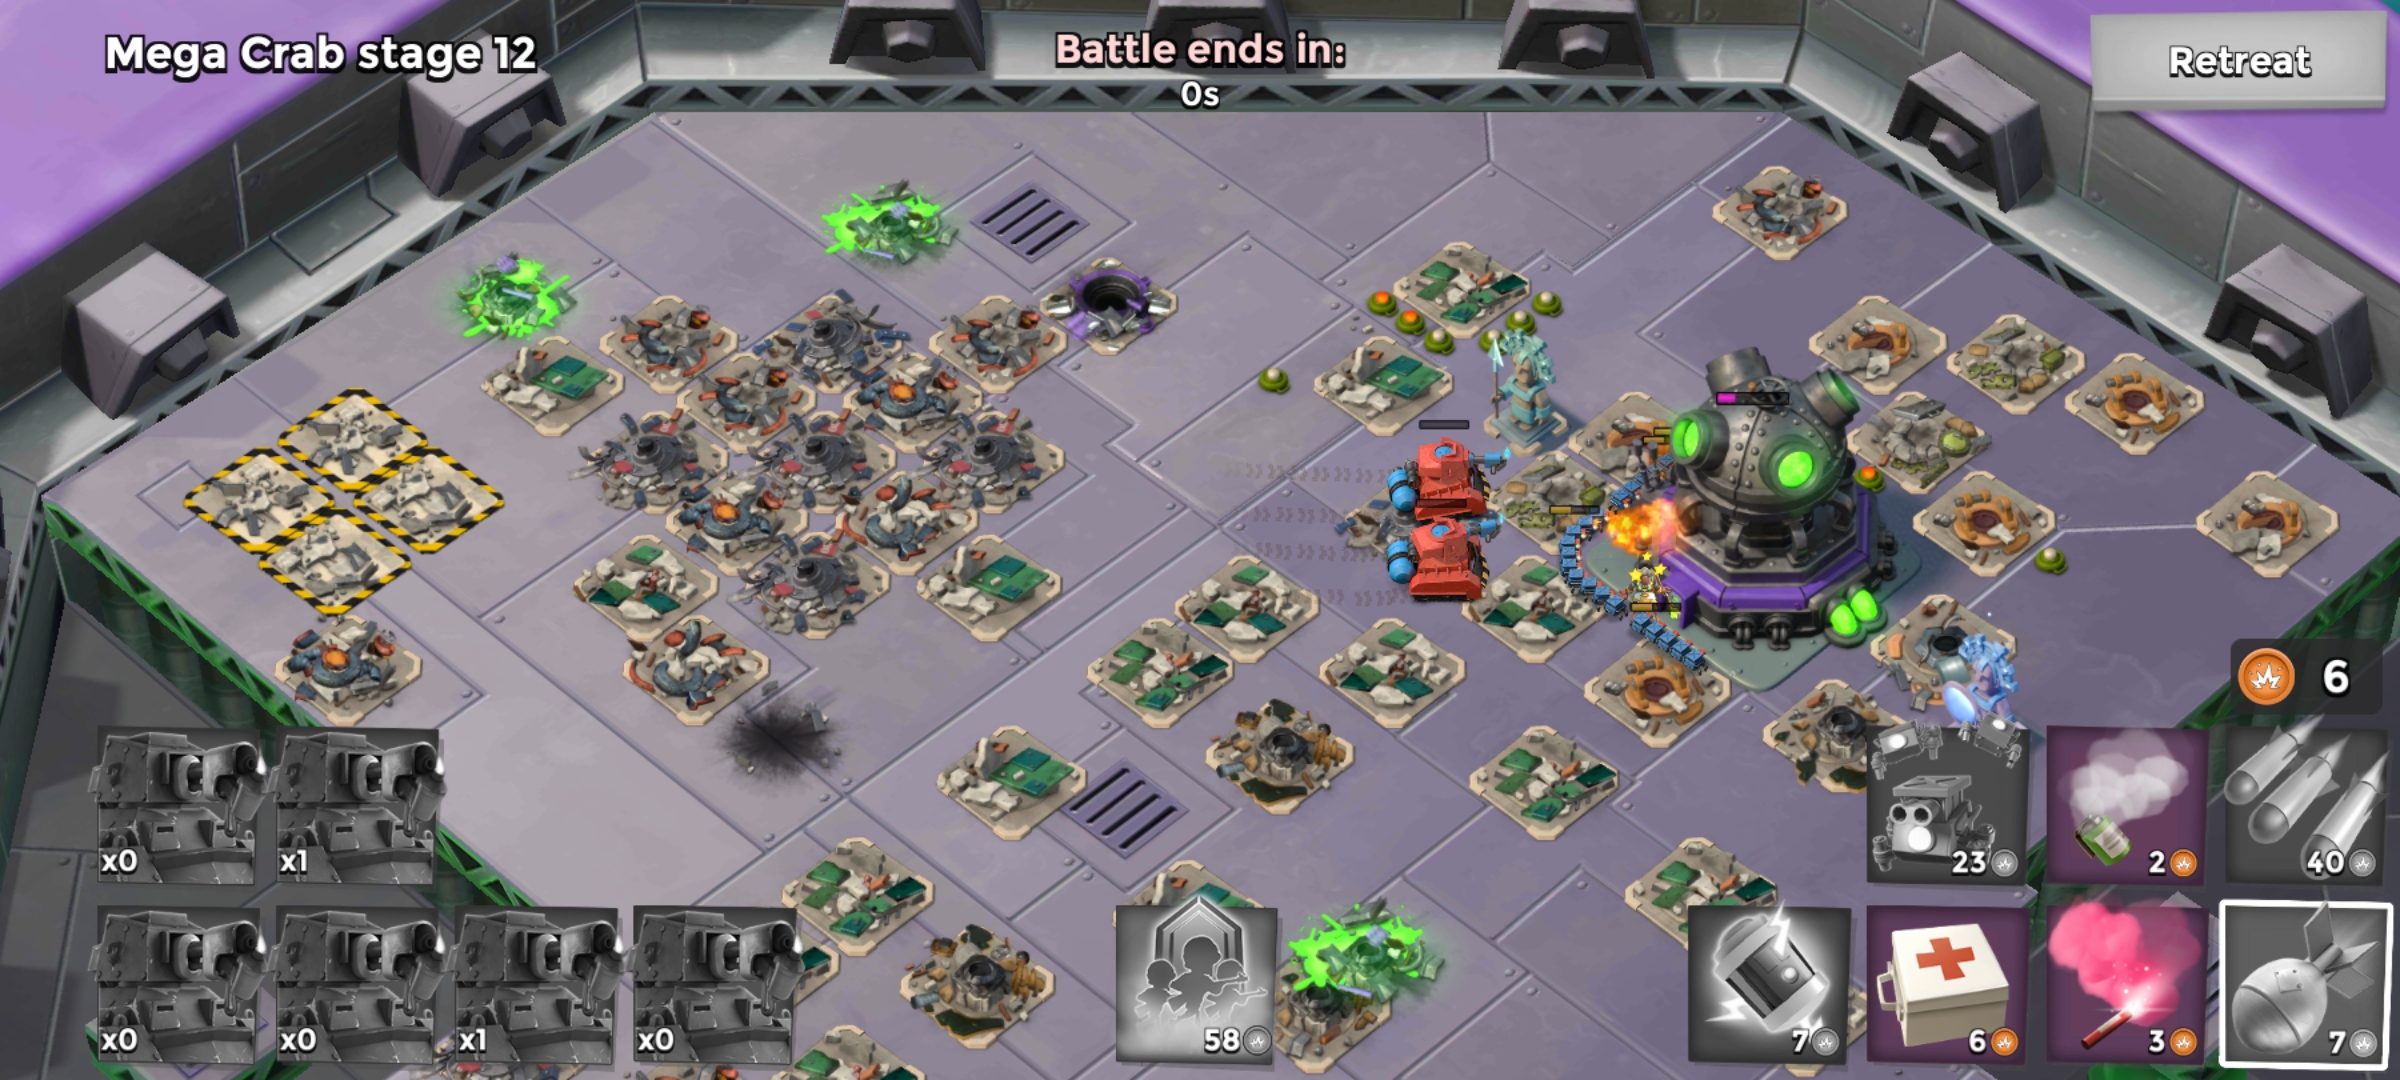 Mega Crab stage 12
Battle ends in:
0s
Retreat
6
x0
x1
23
2
40
x0
x0
x1
x0
58
7
6
3
7